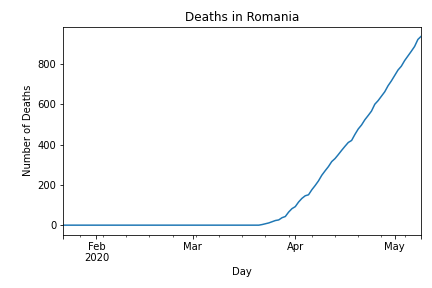 Deaths in Romania
Number of Deaths
800
600
400
200
0
Feb
2020
Mar
Apr
May
Day